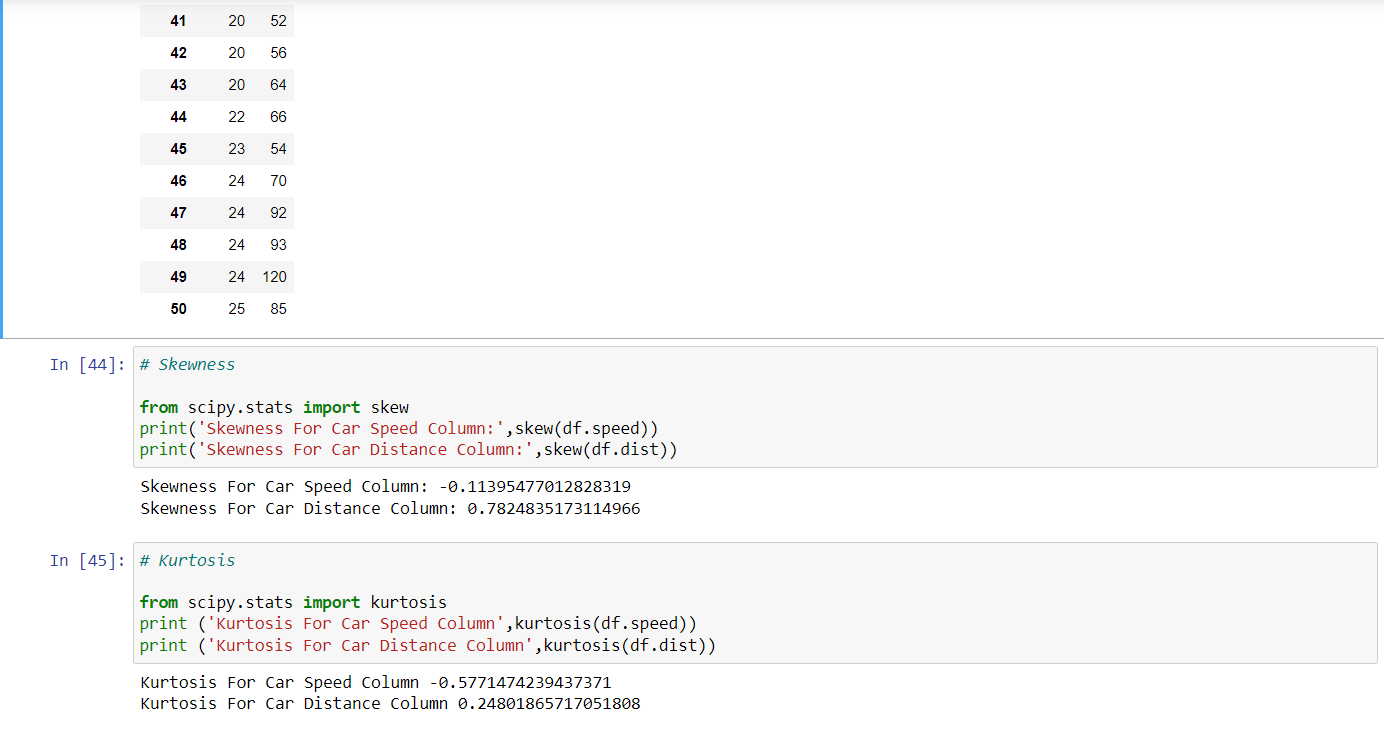 41 20 52
42 20 56
43 20 64
44 22 66
45 23 54
46 24 70
47 24 92
48 24 93
49 24 120
50 25 85
In [44]: # Skewness
from scipy.stats import skew
print('Skewness For Car Speed Column:',skew(df.speed))
print('Skewness For Car Distance Column:',skew(df.dist))
Skewness For Car Speed Column: -0.11395477012828319
Skewness For Car Distance Column: 0.7824835173114966
In [45]: # Kurtosis
from scipy.stats import kurtosis
print ('Kurtosis For Car Speed Column',kurtosis(df.speed))
print ('Kurtosis For Car Distance Column',kurtosis(df.dist))
Kurtosis For Car Speed Column -0.5771474239437371
Kurtosis For Car Distance Column 0.24801865717051808